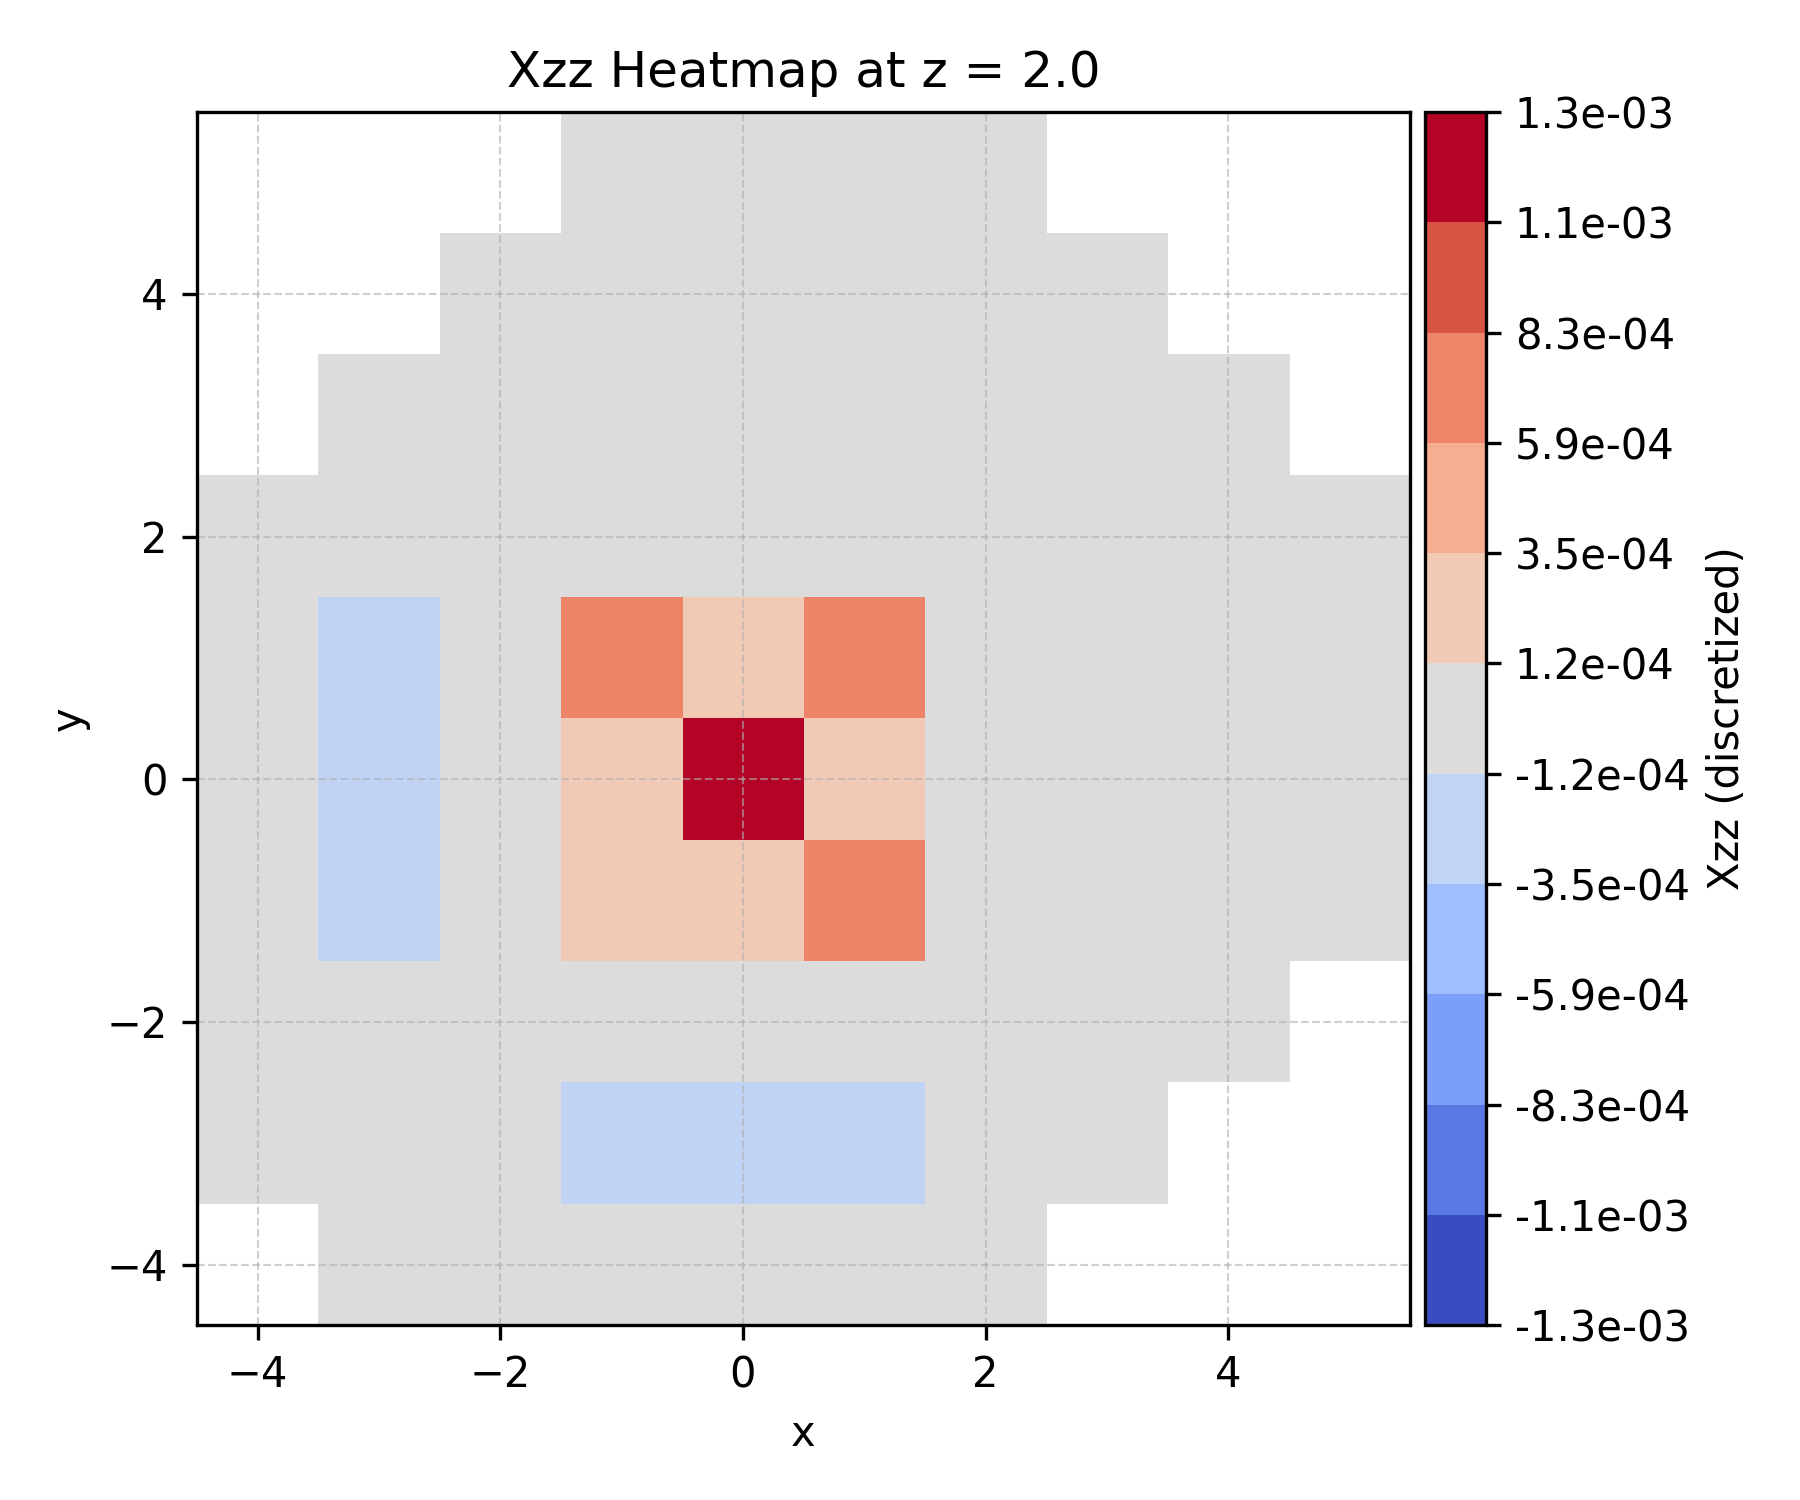 Xzz Heatmap at z = 2.0
1.3e-03
1.1e-03
8.3e-04
5.9e-04
3.5e-04
1.2e-04
-1.2e-04
-3.5e-04
-5.9e-04
-8.3e-04
-1.1e-03
-1.3e-03
Xzz (discretized)
4
2
0
−2
−4
y
−4
−2
0
2
4
x